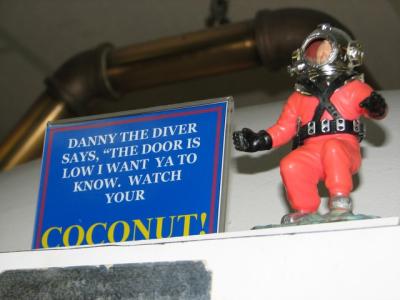 DANNY THE DIVER
SAYS, "THE DOOR IS
LOW I WANT YA TO
KNOW. WATCH
YOUR
COCONUT!